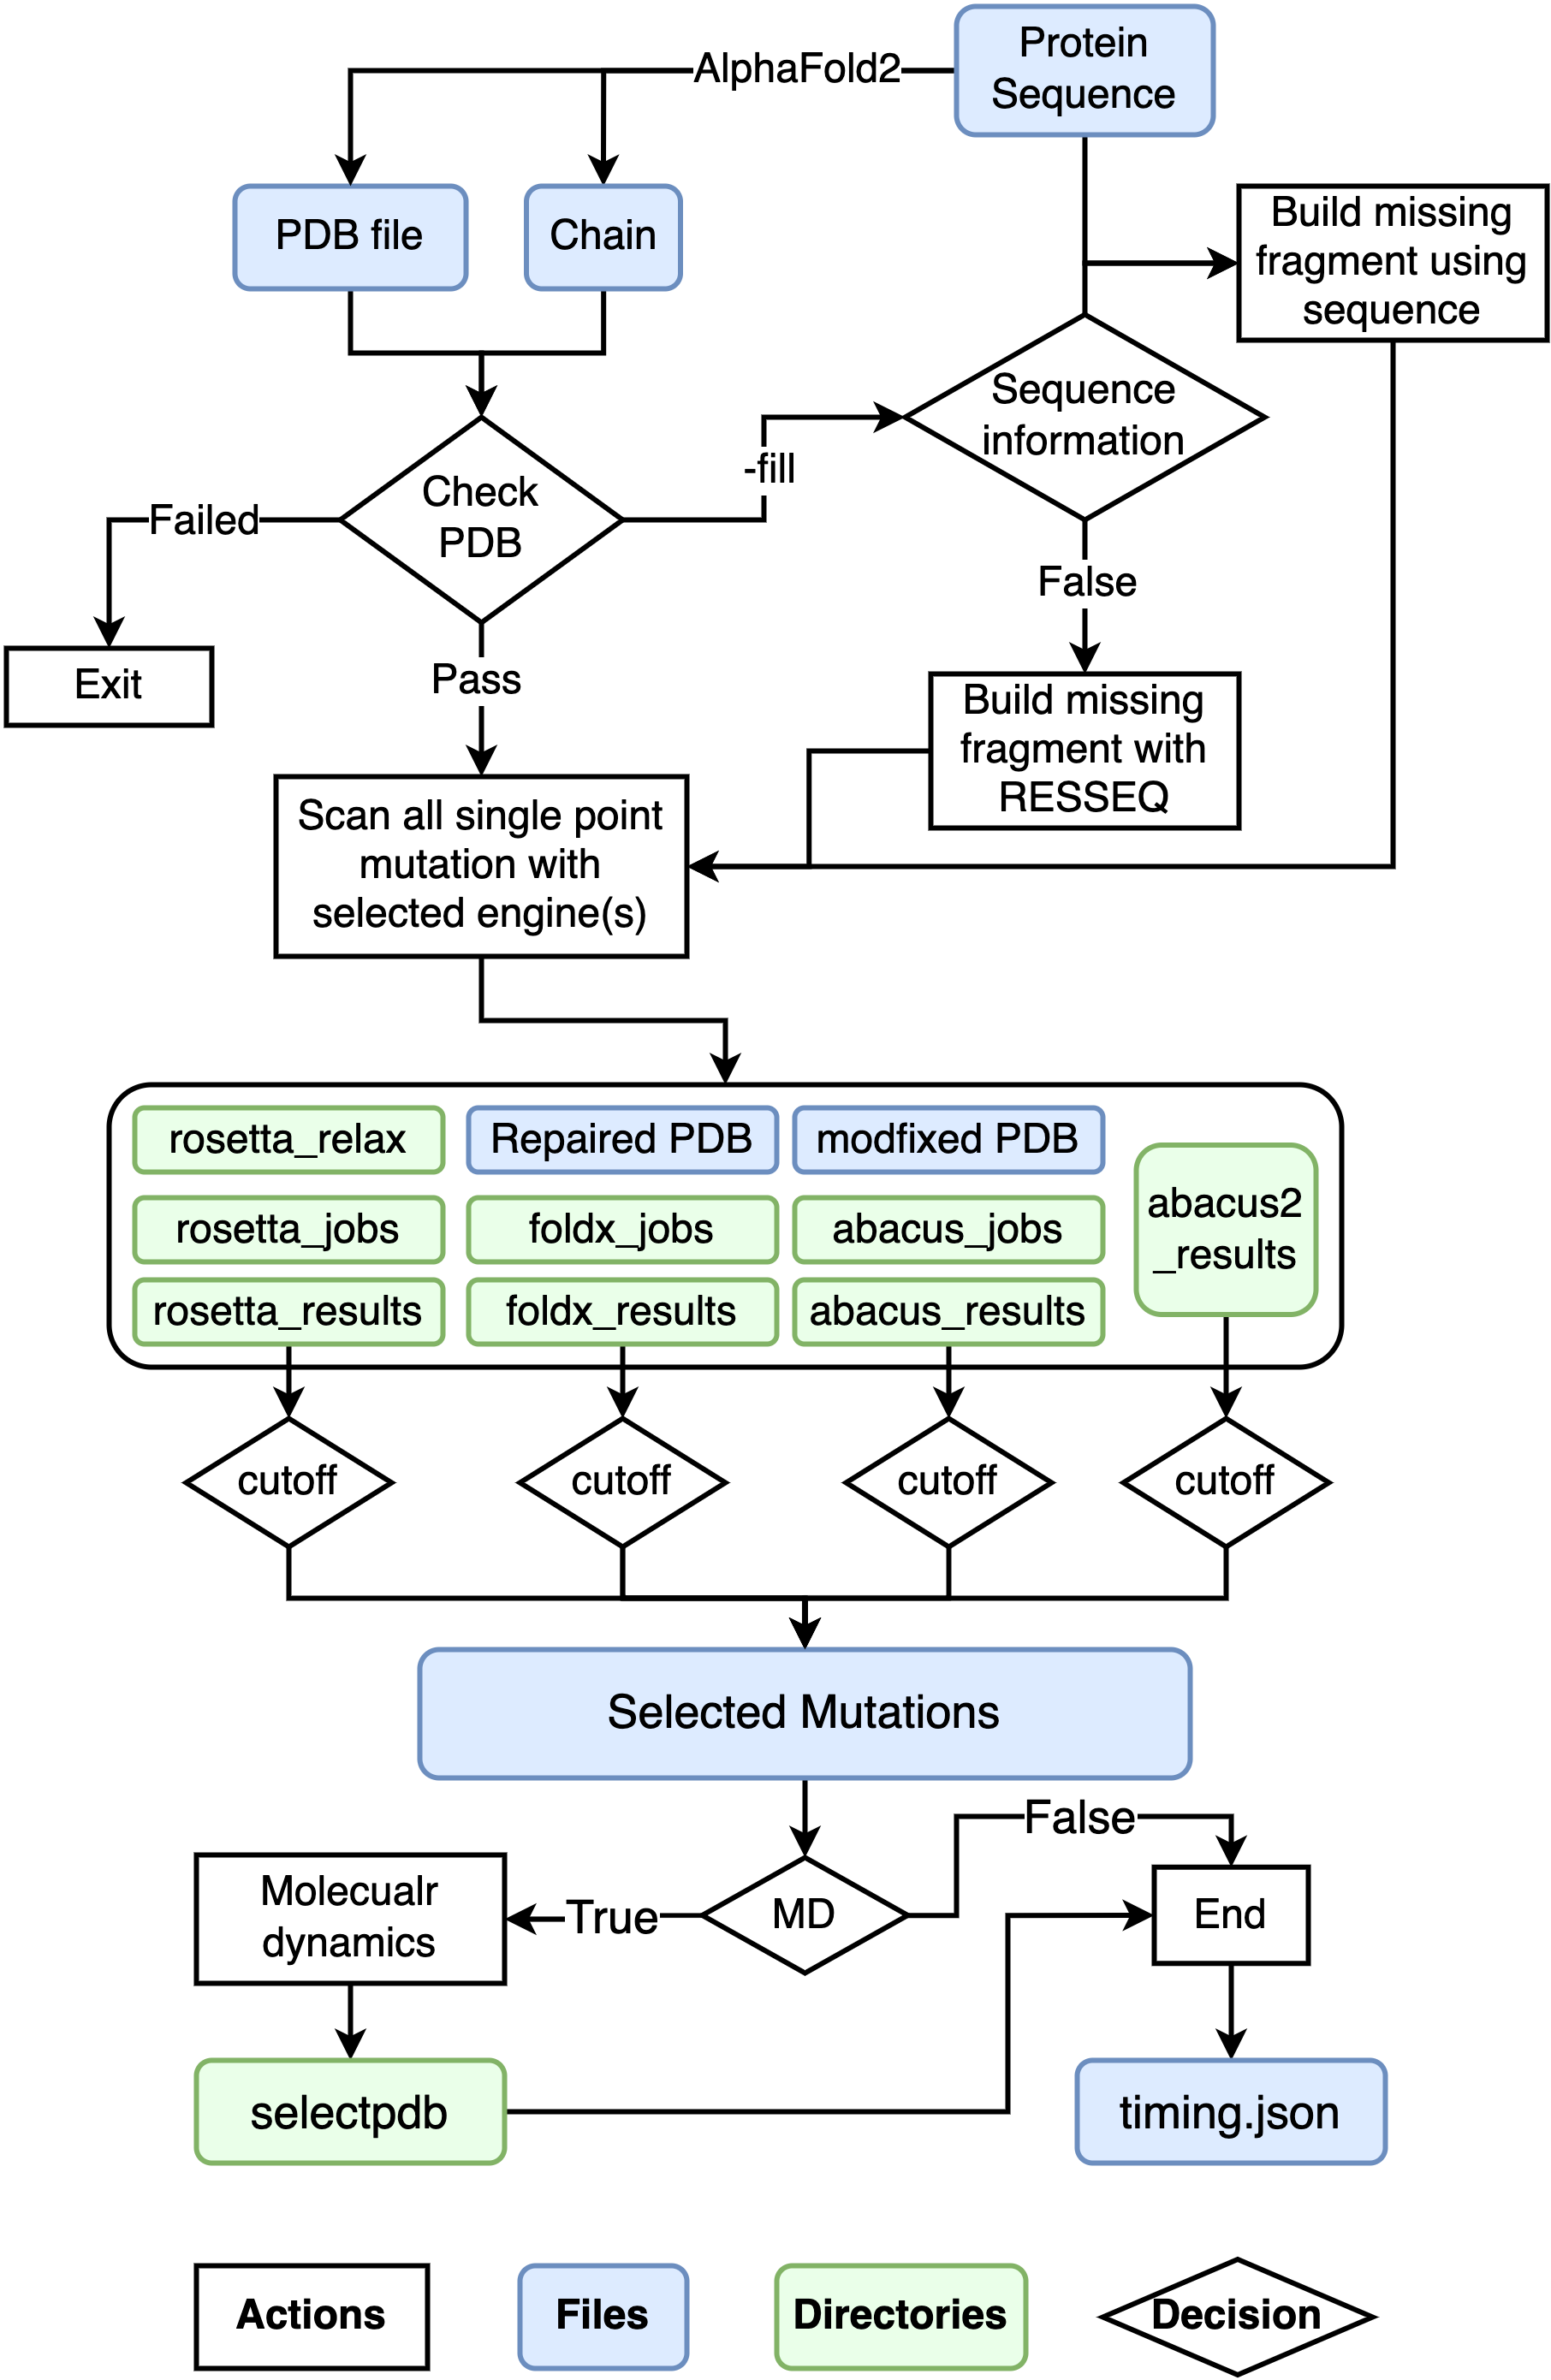 Protein
Sequence
AlphaFold2
PDB file
Chain
Build missing
fragment using
sequence
Sequence
information
-fill
Check
PDB
Failed
False
Exit
Pass
Build missing
fragment with
RESSEQ
Scan all single point
mutation with
selected engine(s)
rosetta_relax
Repaired PDB
modfixed PDB
abacus2
_results
rosetta_jobs
foldx_jobs
abacus_jobs
rosetta_results
foldx_results
abacus_results
cutoff
cutoff
cutoff
cutoff
Selected Mutations
False
Molecualr
dynamics
True
MD
End
selectpdb
timing.json
Actions
Files
Directories
Decision